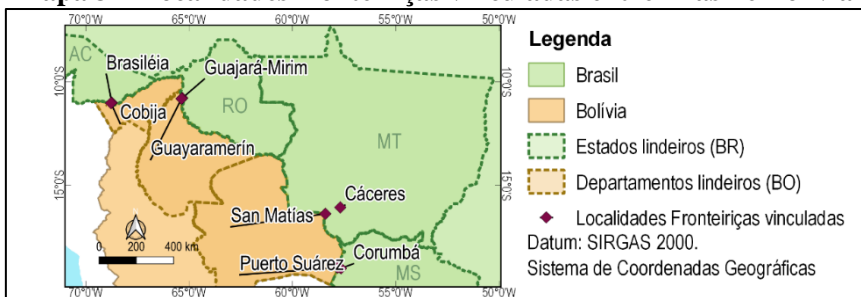 70°0'W 65°0'W 60°0'W 55°0'W 50°0'W
AC
Brasiléia
Guajará-Mirim
10°0'S
10°0'S
Cobija
RO
Guayaramerín
MT
15°0'S
15°0'S
Cáceres
San Matías
Corumbá
Puerto Suárez
MS
0 200 400 km
70°0'W 65°0'W 60°0'W 55°0'W 50°0'W
Legenda
Brasil
Bolívia
Estados lindeiros (BR)
Departamentos lindeiros (BO)
Localidades Fronteiriças vinculadas
Datum: SIRGAS 2000.
Sistema de Coordenadas Geográficas